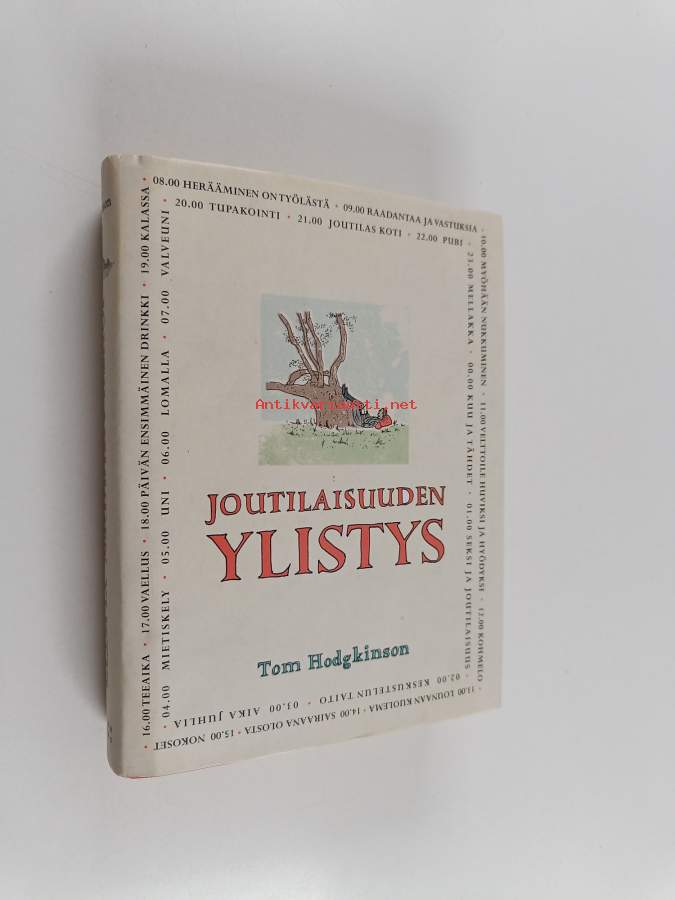 08.00 HERÄÄMINEN ON TYÖLÄSTÄ • 09.00 RAADANTAA JA VASTUKSIA •
10.00 MYÖHÄÄN NUKKUMINEN • 11.00 VELTTOILE HUVIKSI JA HYÖDYKSI • 12.00 KOHMELO •
13.00 LOUNAAN KUOLEMA • 14.00 SAIRAANA OLOSTA • 15.00 NOKOSET •
16.00 TEEAIKA • 17.00 VAELLUS • 18.00 PÄIVÄN ENSIMMÄINEN DRINKKI • 19.00 KALASSA •
20.00 TUPAKOINTI • 21.00 JOUTILAS KOTI • 22.00 PUBI •
23.00 MELLAKKA • 00.00 KUU JA TÄHDET • 01.00 SEKSI JA JOUTILAISUUS •
02.00 KESKUSTELUN TAITO • 03.00 AIKA JUHLIA
04.00 MIETISKELY • 05.00 UNI • 06.00 LOMALLA • 07.00 VALVEUNI •
Antikvariaatti.net
JOUTILAISUUDEN
YLISTYS
Tom Hodgkinson